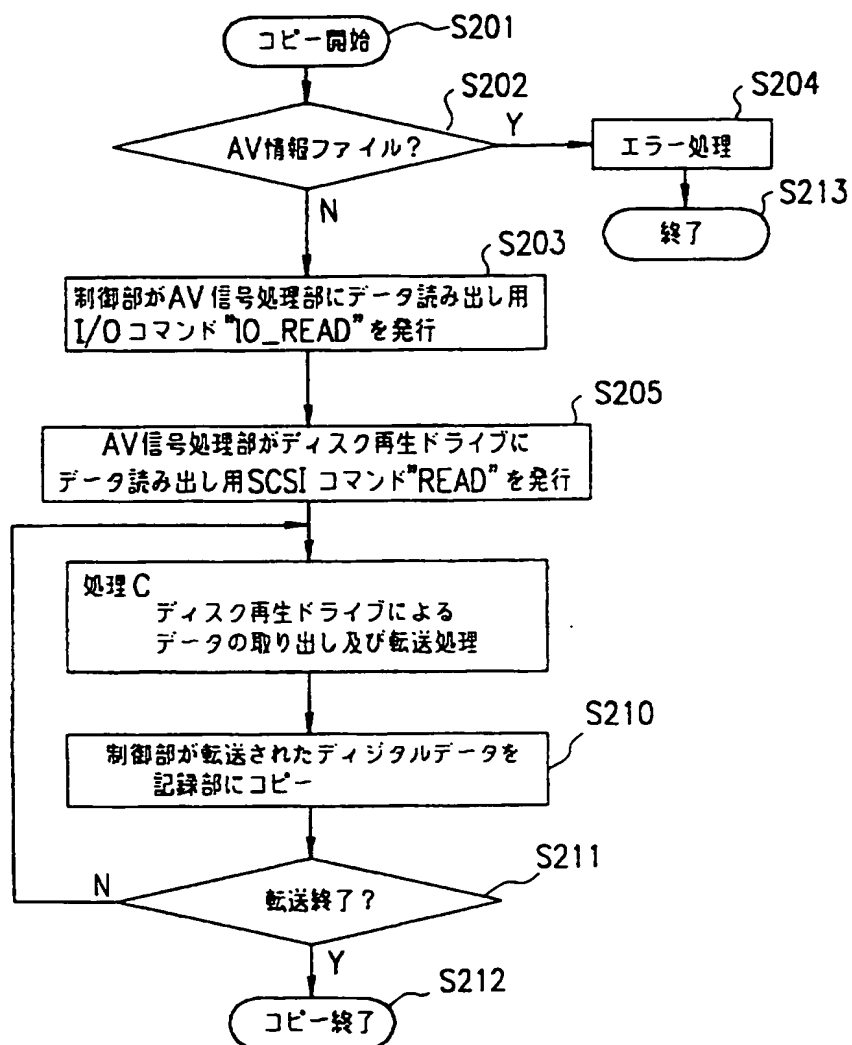 コピー開始
S201
S202
AV情報ファイル?
Y
N
S204
エラー処理
S213
終了
S203
制御部がAV信号処理部にデータ読み出し用
I/Oコマンド"IO_READ"を発行
S205
AV信号処理部がディスク再生ドライブに
データ読み出し用SCSIコマンド"READ"を発行
処理C
ディスク再生ドライブによる
データの取り出し及び転送処理
S210
制御部が転送されたディジタルデータを
記録部にコピー
S211
転送終了?
N
Y
S212
コピー終了